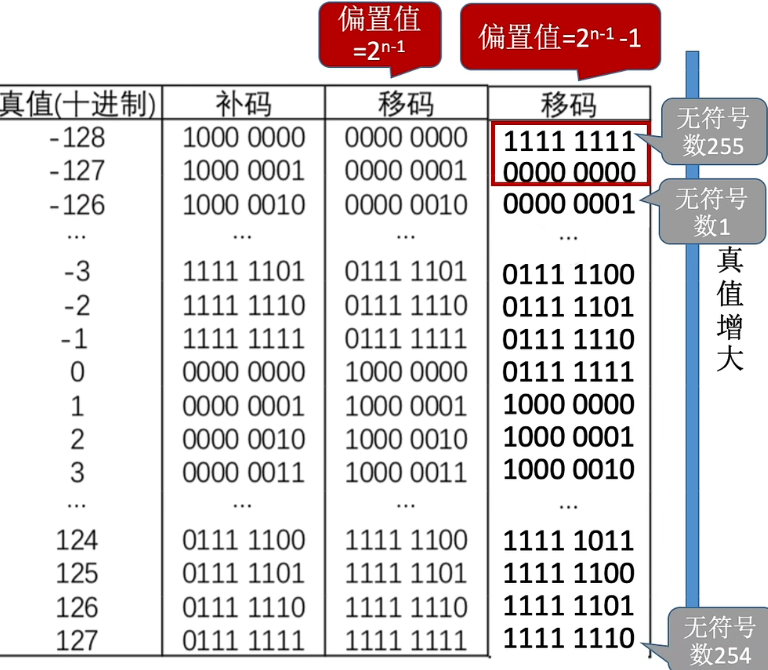 偏置值
=2ⁿ⁻¹
偏置值=2ⁿ⁻¹ -1
真值(十进制) 补码 移码 移码
-128 1000 0000 0000 0000 1111 1111
-127 1000 0001 0000 0001 0000 0000
-126 1000 0010 0000 0010 0000 0001
... ... ... ...
-3 1111 1101 0111 1101 0111 1100
-2 1111 1110 0111 1110 0111 1101
-1 1111 1111 0111 1111 0111 1110
0 0000 0000 1000 0000 0111 1111
1 0000 0001 1000 0001 1000 0000
2 0000 0010 1000 0010 1000 0001
3 0000 0011 1000 0011 1000 0010
... ... ... ...
124 0111 1100 1111 1100 1111 1011
125 0111 1101 1111 1101 1111 1100
126 0111 1110 1111 1110 1111 1101
127 0111 1111 1111 1111 1111 1110
无符号
数255
无符号
数1
真值增大
无符号
数254